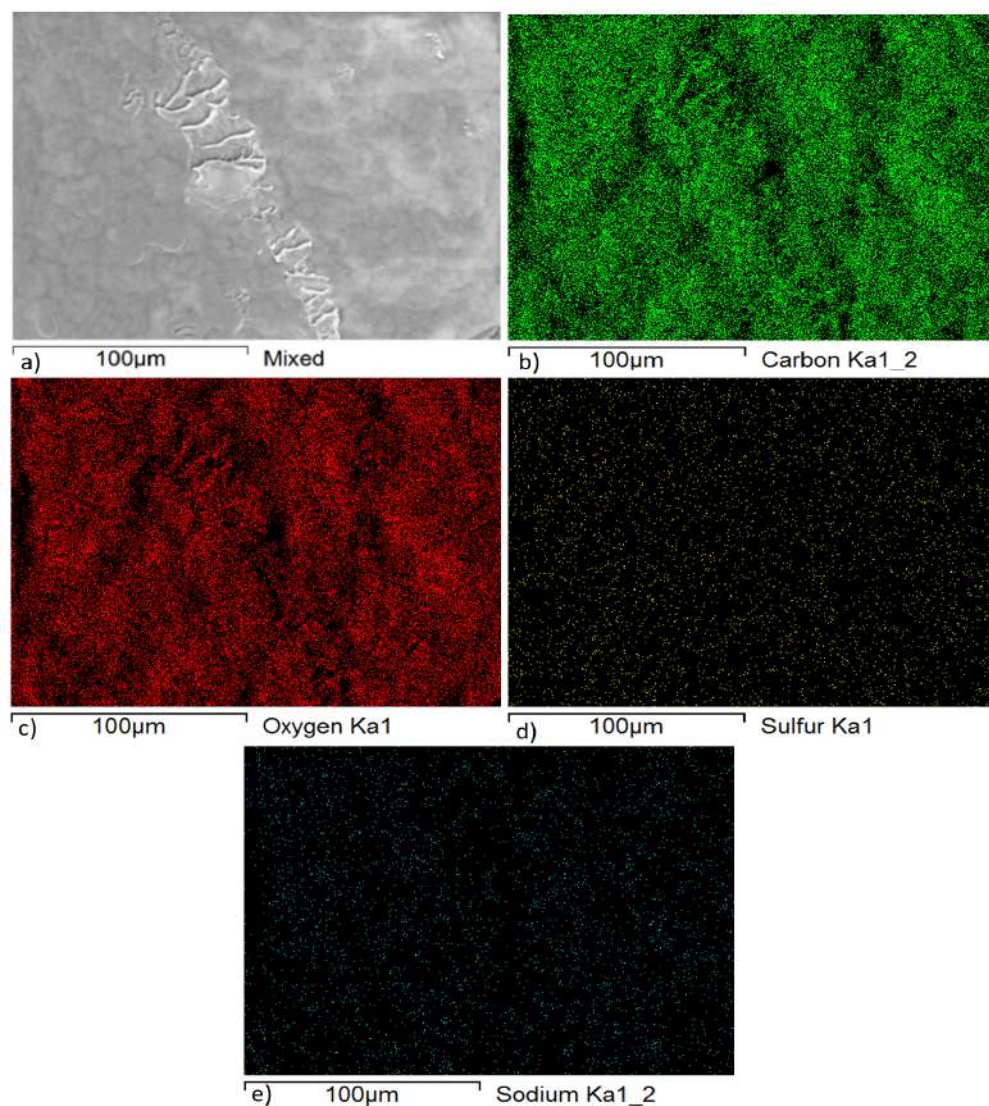 a) 100µm Mixed
b) 100µm Carbon Ka1_2
c) 100µm Oxygen Ka1
d) 100µm Sulfur Ka1
e) 100µm Sodium Ka1_2